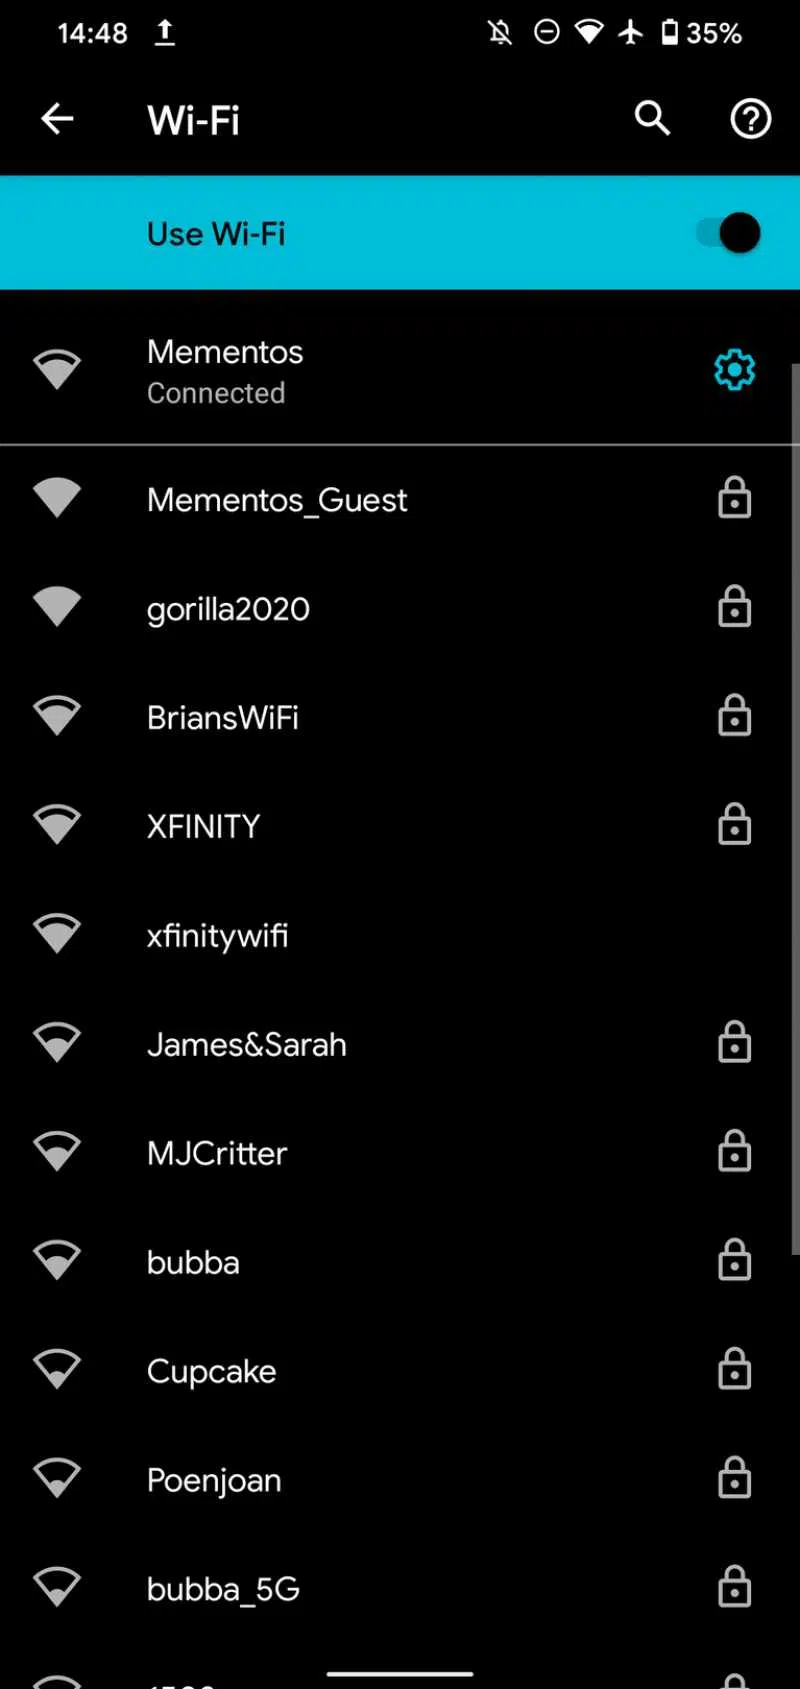 14:48 35%
Wi-Fi
Use Wi-Fi
Mementos
Connected
Mementos_Guest
gorilla2020
BriansWiFi
XFINITY
xfinitywifi
James&Sarah
MJCritter
bubba
Cupcake
Poenjoan
bubba_5G